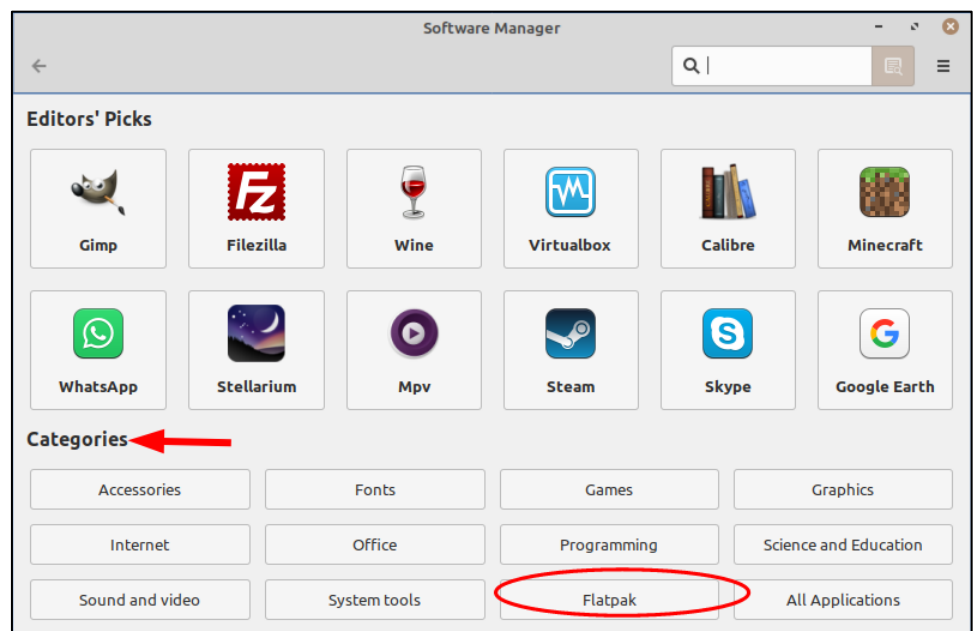 Software Manager
Editors' Picks
Gimp Filezilla Wine Virtualbox Calibre Minecraft
WhatsApp Stellarium Mpv Steam Skype Google Earth
Categories
Accessories Fonts Games Graphics
Internet Office Programming Science and Education
Sound and video System tools Flatpak All Applications